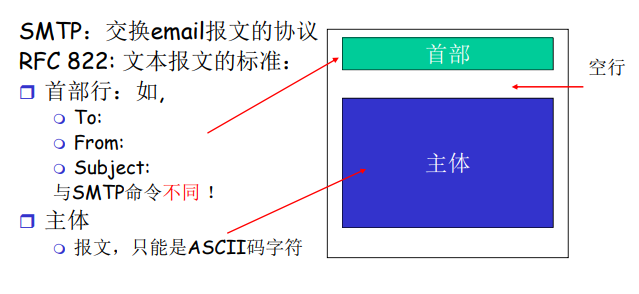 SMTP：交换email报文的协议
RFC 822: 文本报文的标准：
首部行：如,
To:
From:
Subject:
与SMTP命令不同！
主体
报文，只能是ASCII码字符
首部
空行
主体